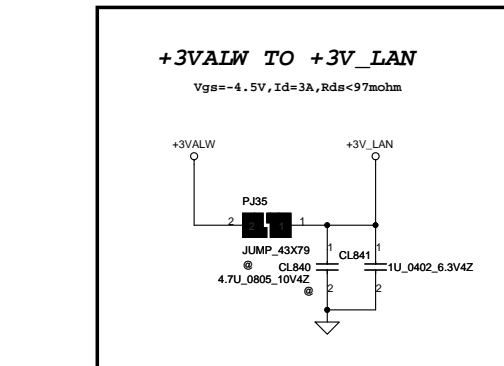 +3VALW TO +3V_LAN
Vgs=-4.5V,Id=3A,Rds<97mohm
+3VALW
+3V_LAN
PJ35
2 2 1 1
JUMP_43X79
@
CL840
4.7U_0805_10V4Z
@
1
2
CL841
1U_0402_6.3V4Z
1
2